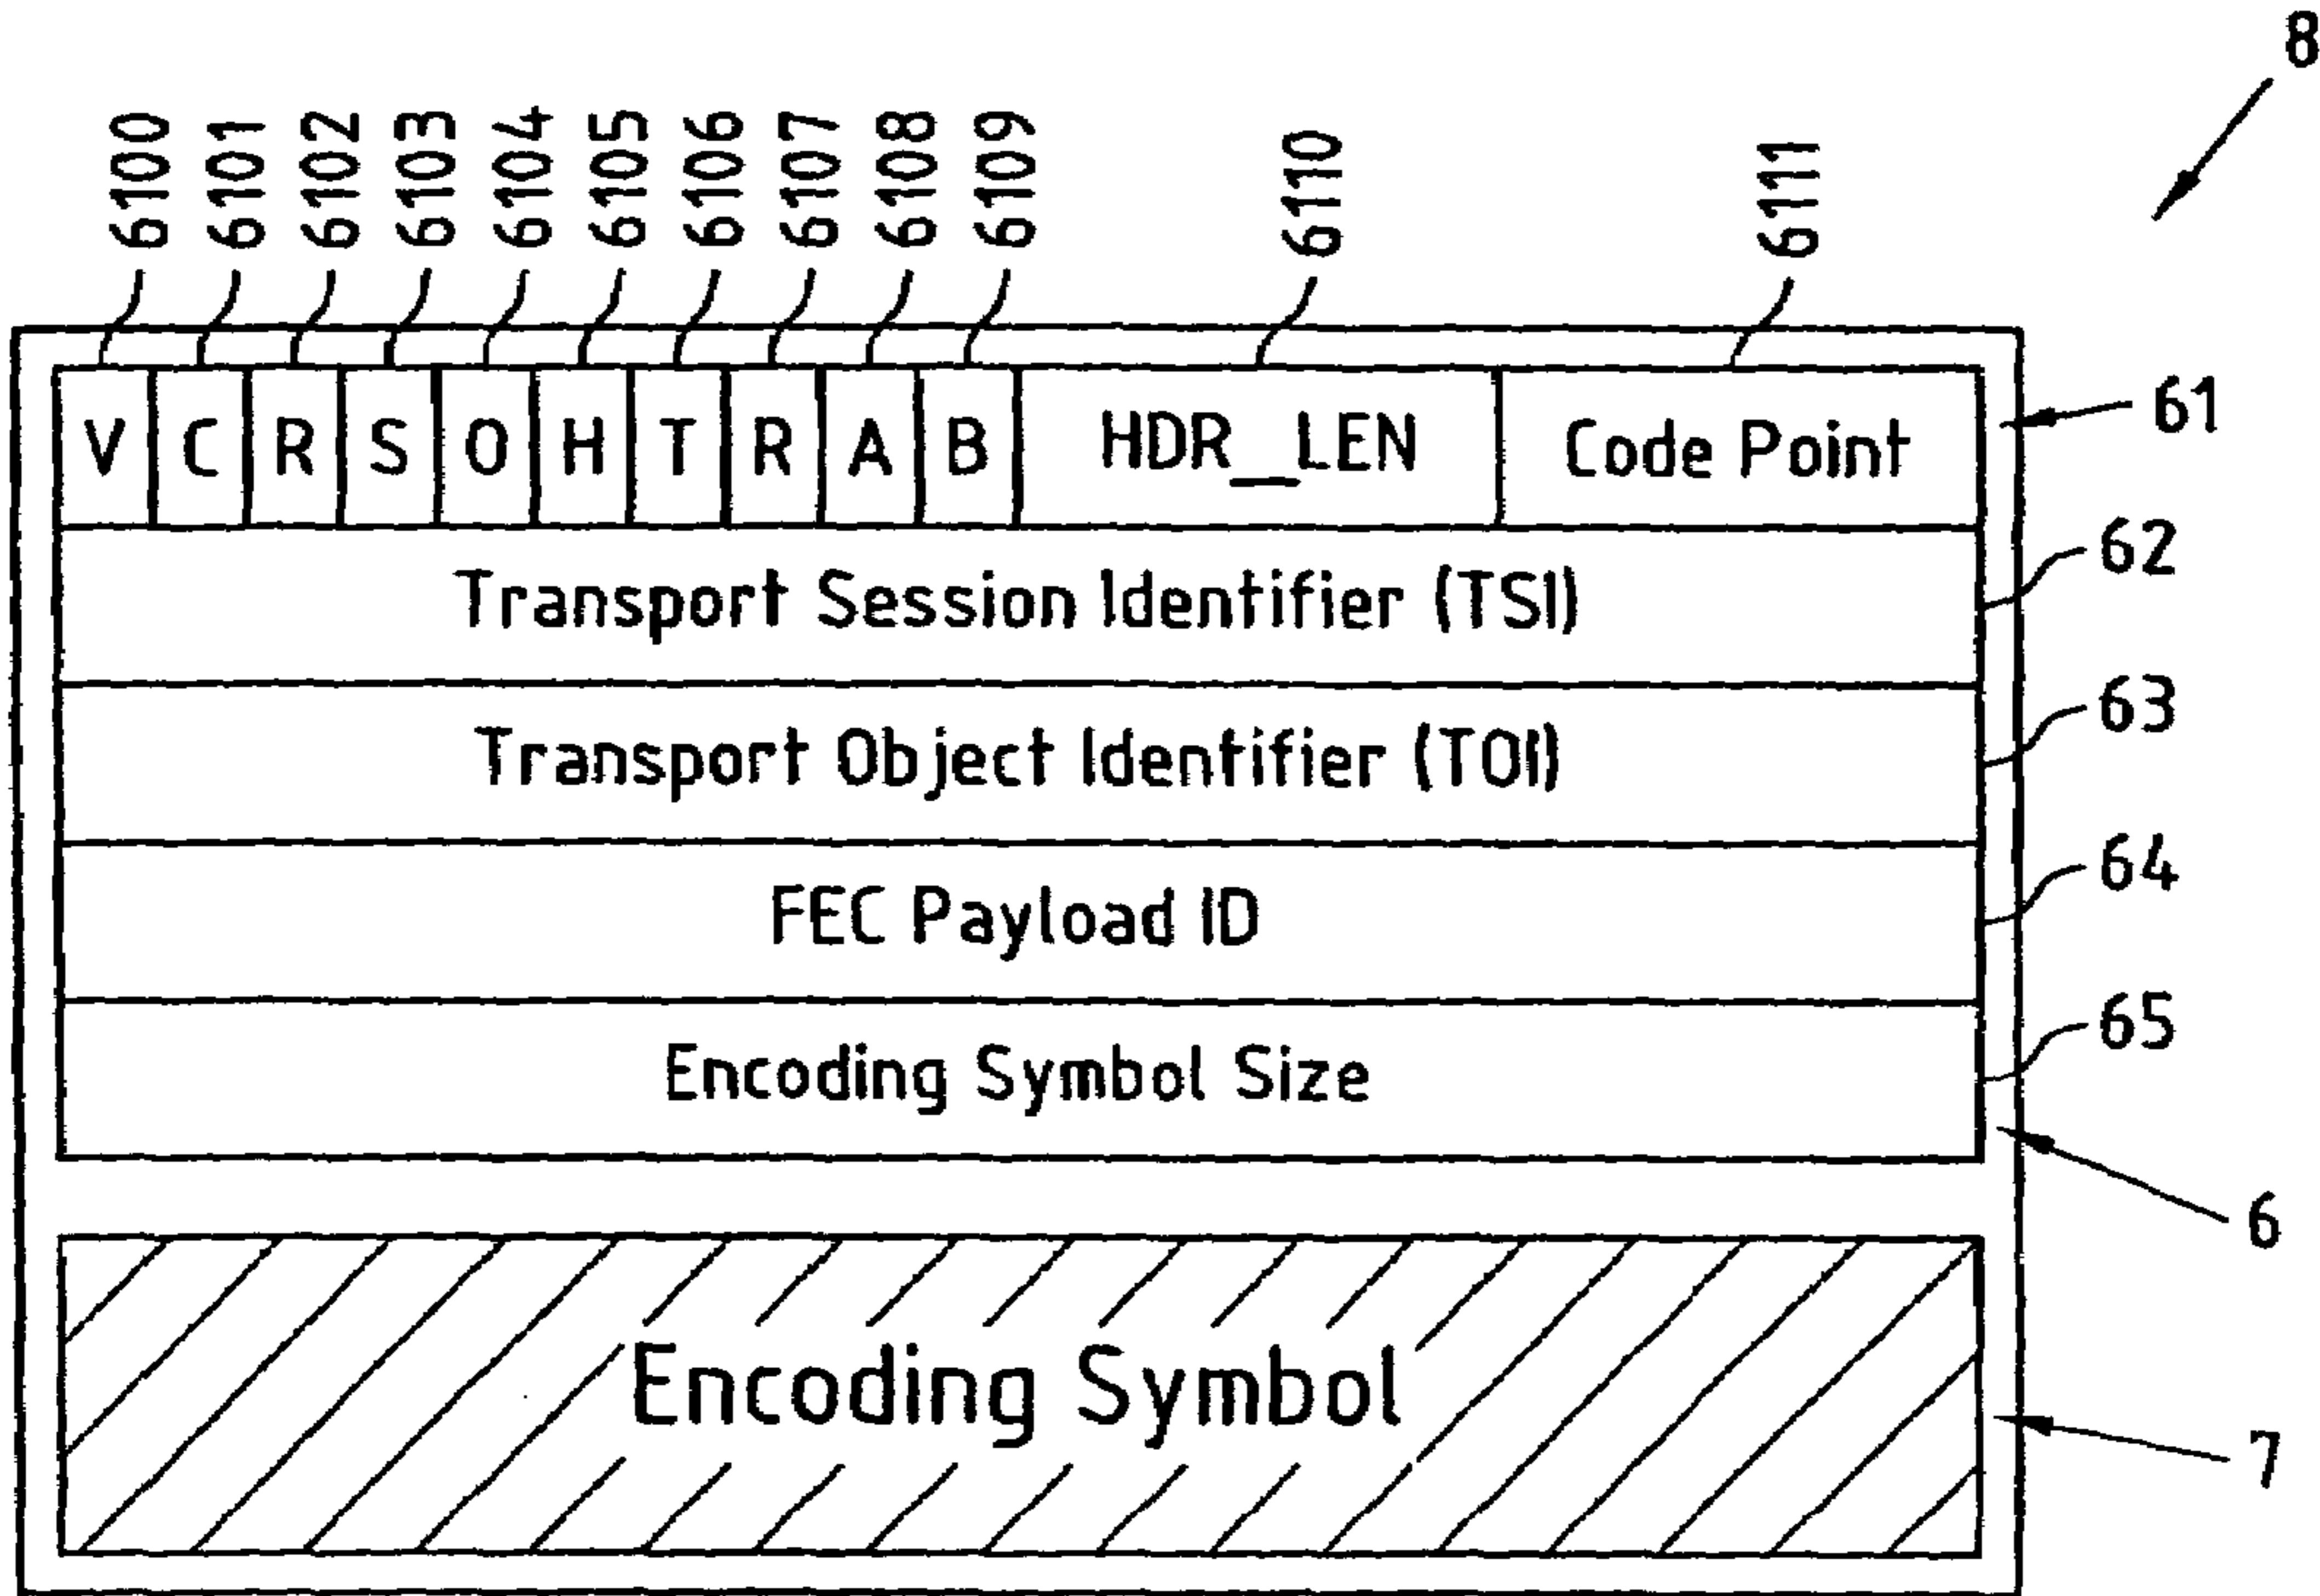 8
6100 6101 6102 6103 6104 6105 6106 6107 6108 6109 6110 6111
V C R S O H T R A B HDR_LEN Code Point 61
Transport Session Identifier (TSI) 62
Transport Object Identifier (TOI) 63
FEC Payload ID 64
Encoding Symbol Size 65
6
Encoding Symbol
7